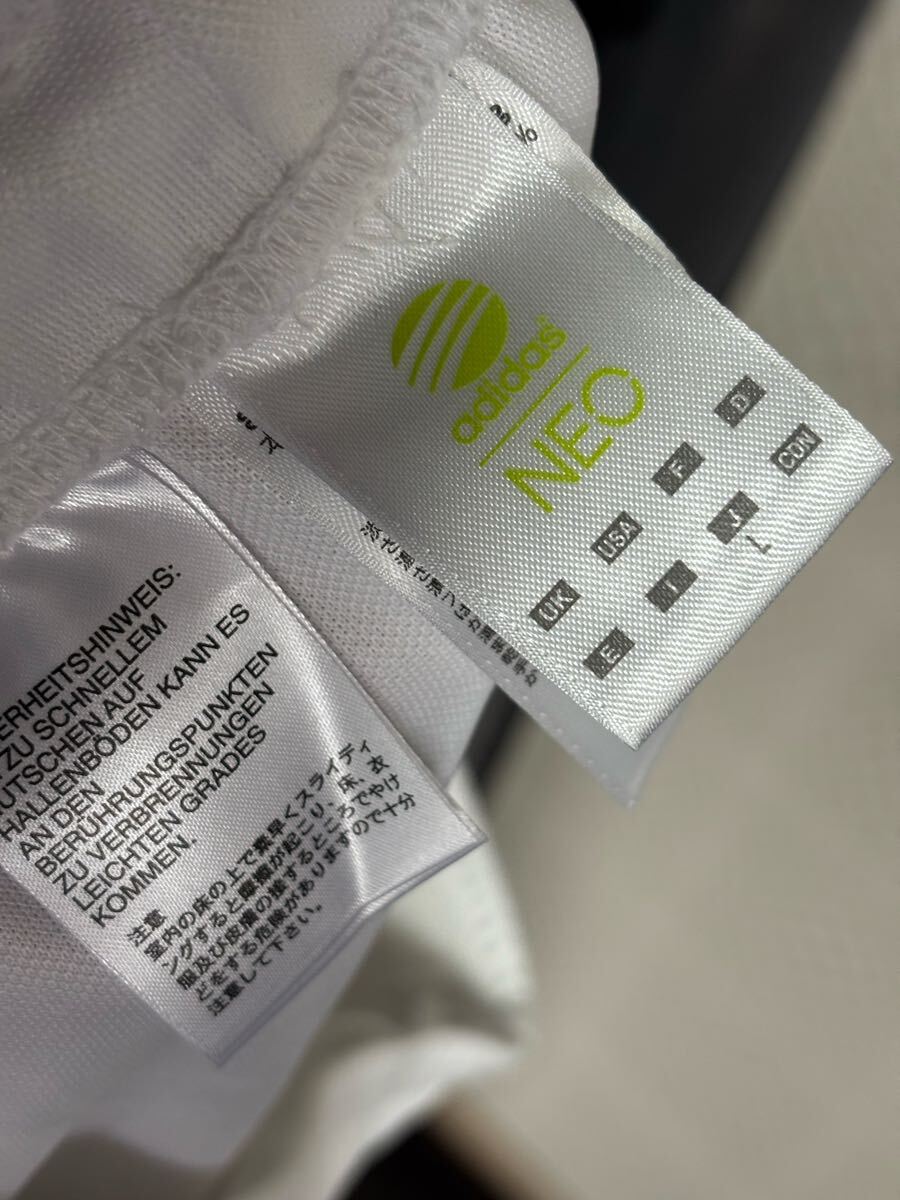 adidas
NEO
UK USA F D
E I J CDN
L
ERHEITSHINWEIS:
ZU SCHNELLEM
UTSCHEN AUF
HALLENBÖDEN KANN ES
AN DEN
BERÜHRUNGSPUNKTEN
ZU VERBRENNUNGEN
LEICHTEN GRADES
KOMMEN.
注意
室内の床の上で素早くスライディ
ングすると摩擦が起こり、床、衣
服及び皮膚の接するところでやけ
どをする危険がありますので十分
注意して下さい。